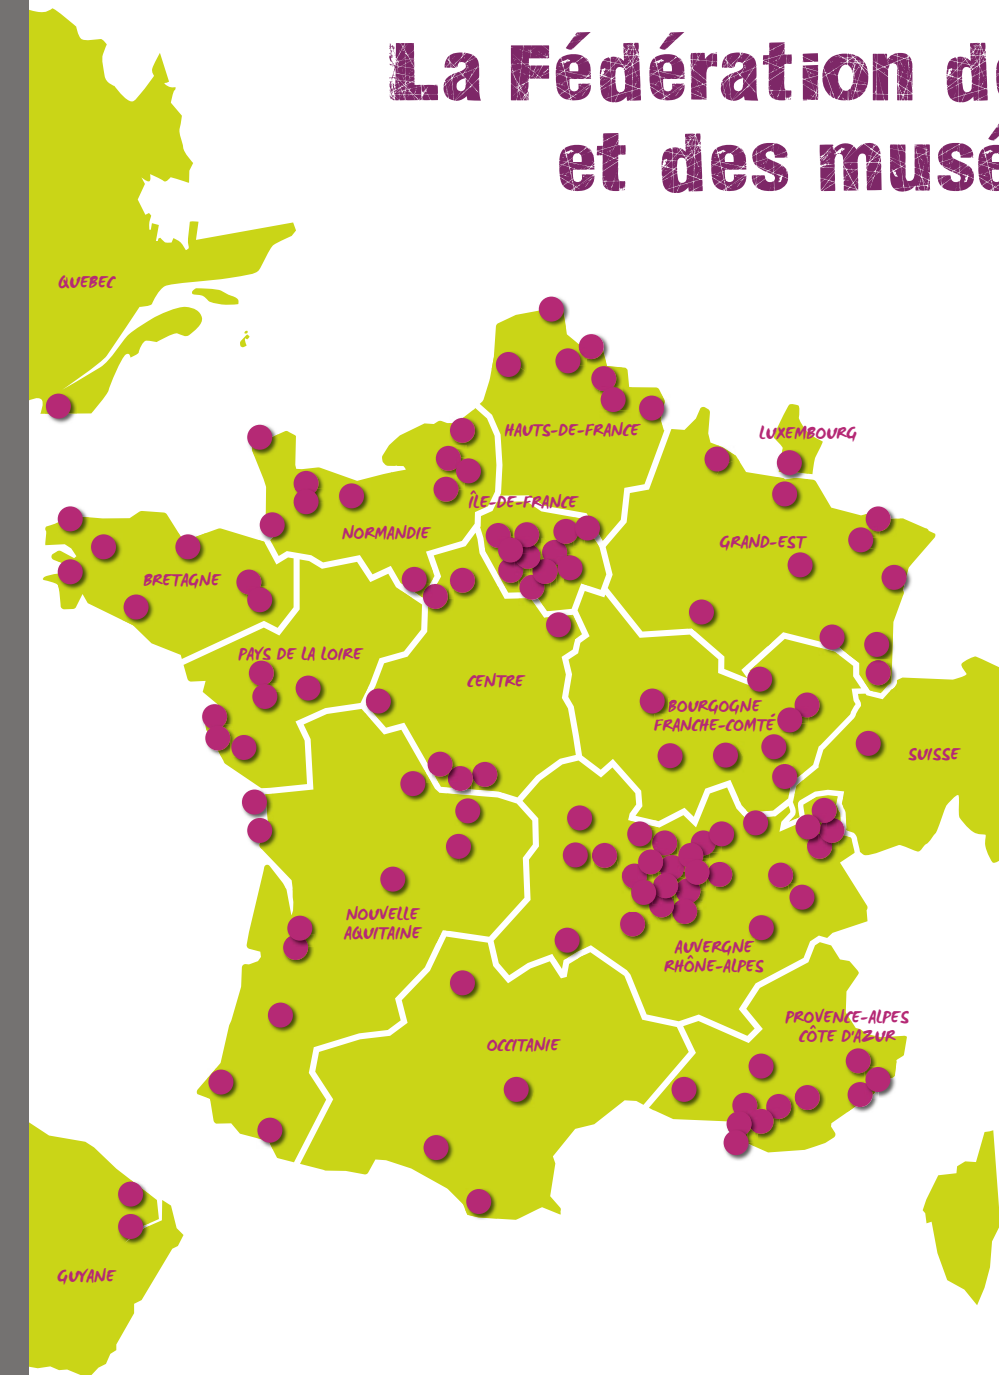 La Fédération de
et des musé
QUEBEC
HAUTS-DE-FRANCE
LUXEMBOURG
ÎLE-DE-FRANCE
NORMANDIE
GRAND-EST
BRETAGNE
PAYS DE LA LOIRE
CENTRE
BOURGOGNE
FRANCHE-COMTÉ
SUISSE
NOUVELLE
AQUITAINE
AUVERGNE
RHÔNE-ALPES
PROVENCE-ALPES
CÔTE D'AZUR
OCCITANIE
GUYANE